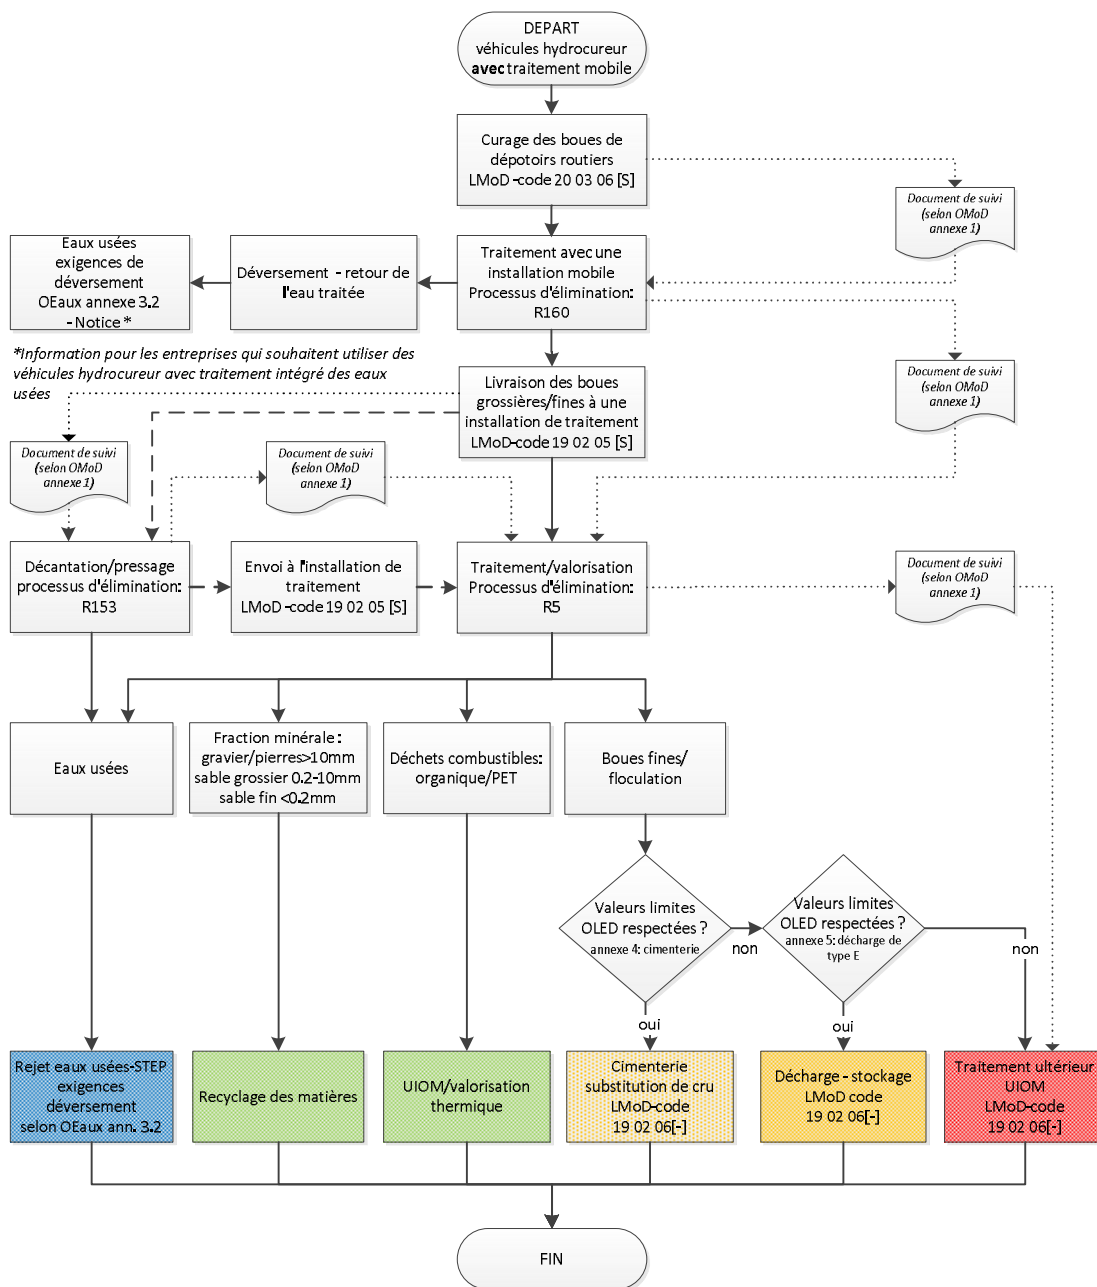 DEPART
véhicules hydrocureur
avec traitement mobile
Curage des boues de
dépotoirs routiers
LMoD -code 20 03 06 [S]
Document de suivi
(selon OMoD
annexe 1)
Eaux usées
exigences de
déversement
OEaux annexe 3.2
- Notice *
Déversement - retour de
l'eau traitée
Traitement avec une
installation mobile
Processus d'élimination:
R160
*Information pour les entreprises qui souhaitent utiliser des
véhicules hydrocureur avec traitement intégré des eaux
usées
Livraison des boues
grossières/fines à une
installation de traitement
LMoD-code 19 02 05 [S]
Document de suivi
(selon OMoD
annexe 1)
Document de suivi
(selon OMoD
annexe 1)
Document de suivi
(selon OMoD
annexe 1)
Décantation/pressage
processus d'élimination:
R153
Envoi à l'installation de
traitement
LMoD -code 19 02 05 [S]
Traitement/valorisation
Processus d'élimination:
R5
Document de suivi
(selon OMoD
annexe 1)
Eaux usées
Fraction minérale :
gravier/pierres>10mm
sable grossier 0.2-10mm
sable fin <0.2mm
Déchets combustibles:
organique/PET
Boues fines/
floculation
Valeurs limites
OLED respectées ?
annexe 4: cimenterie
non
Valeurs limites
OLED respectées ?
annexe 5: décharge de
type E
non
oui
oui
Rejet eaux usées-STEP
exigences
déversement
selon OEaux ann. 3.2
Recyclage des matières
UIOM/valorisation
thermique
Cimenterie
substitution de cru
LMoD-code
19 02 06[-]
Décharge - stockage
LMoD code
19 02 06[-]
Traitement ultérieur
UIOM
LMoD-code
19 02 06[-]
FIN